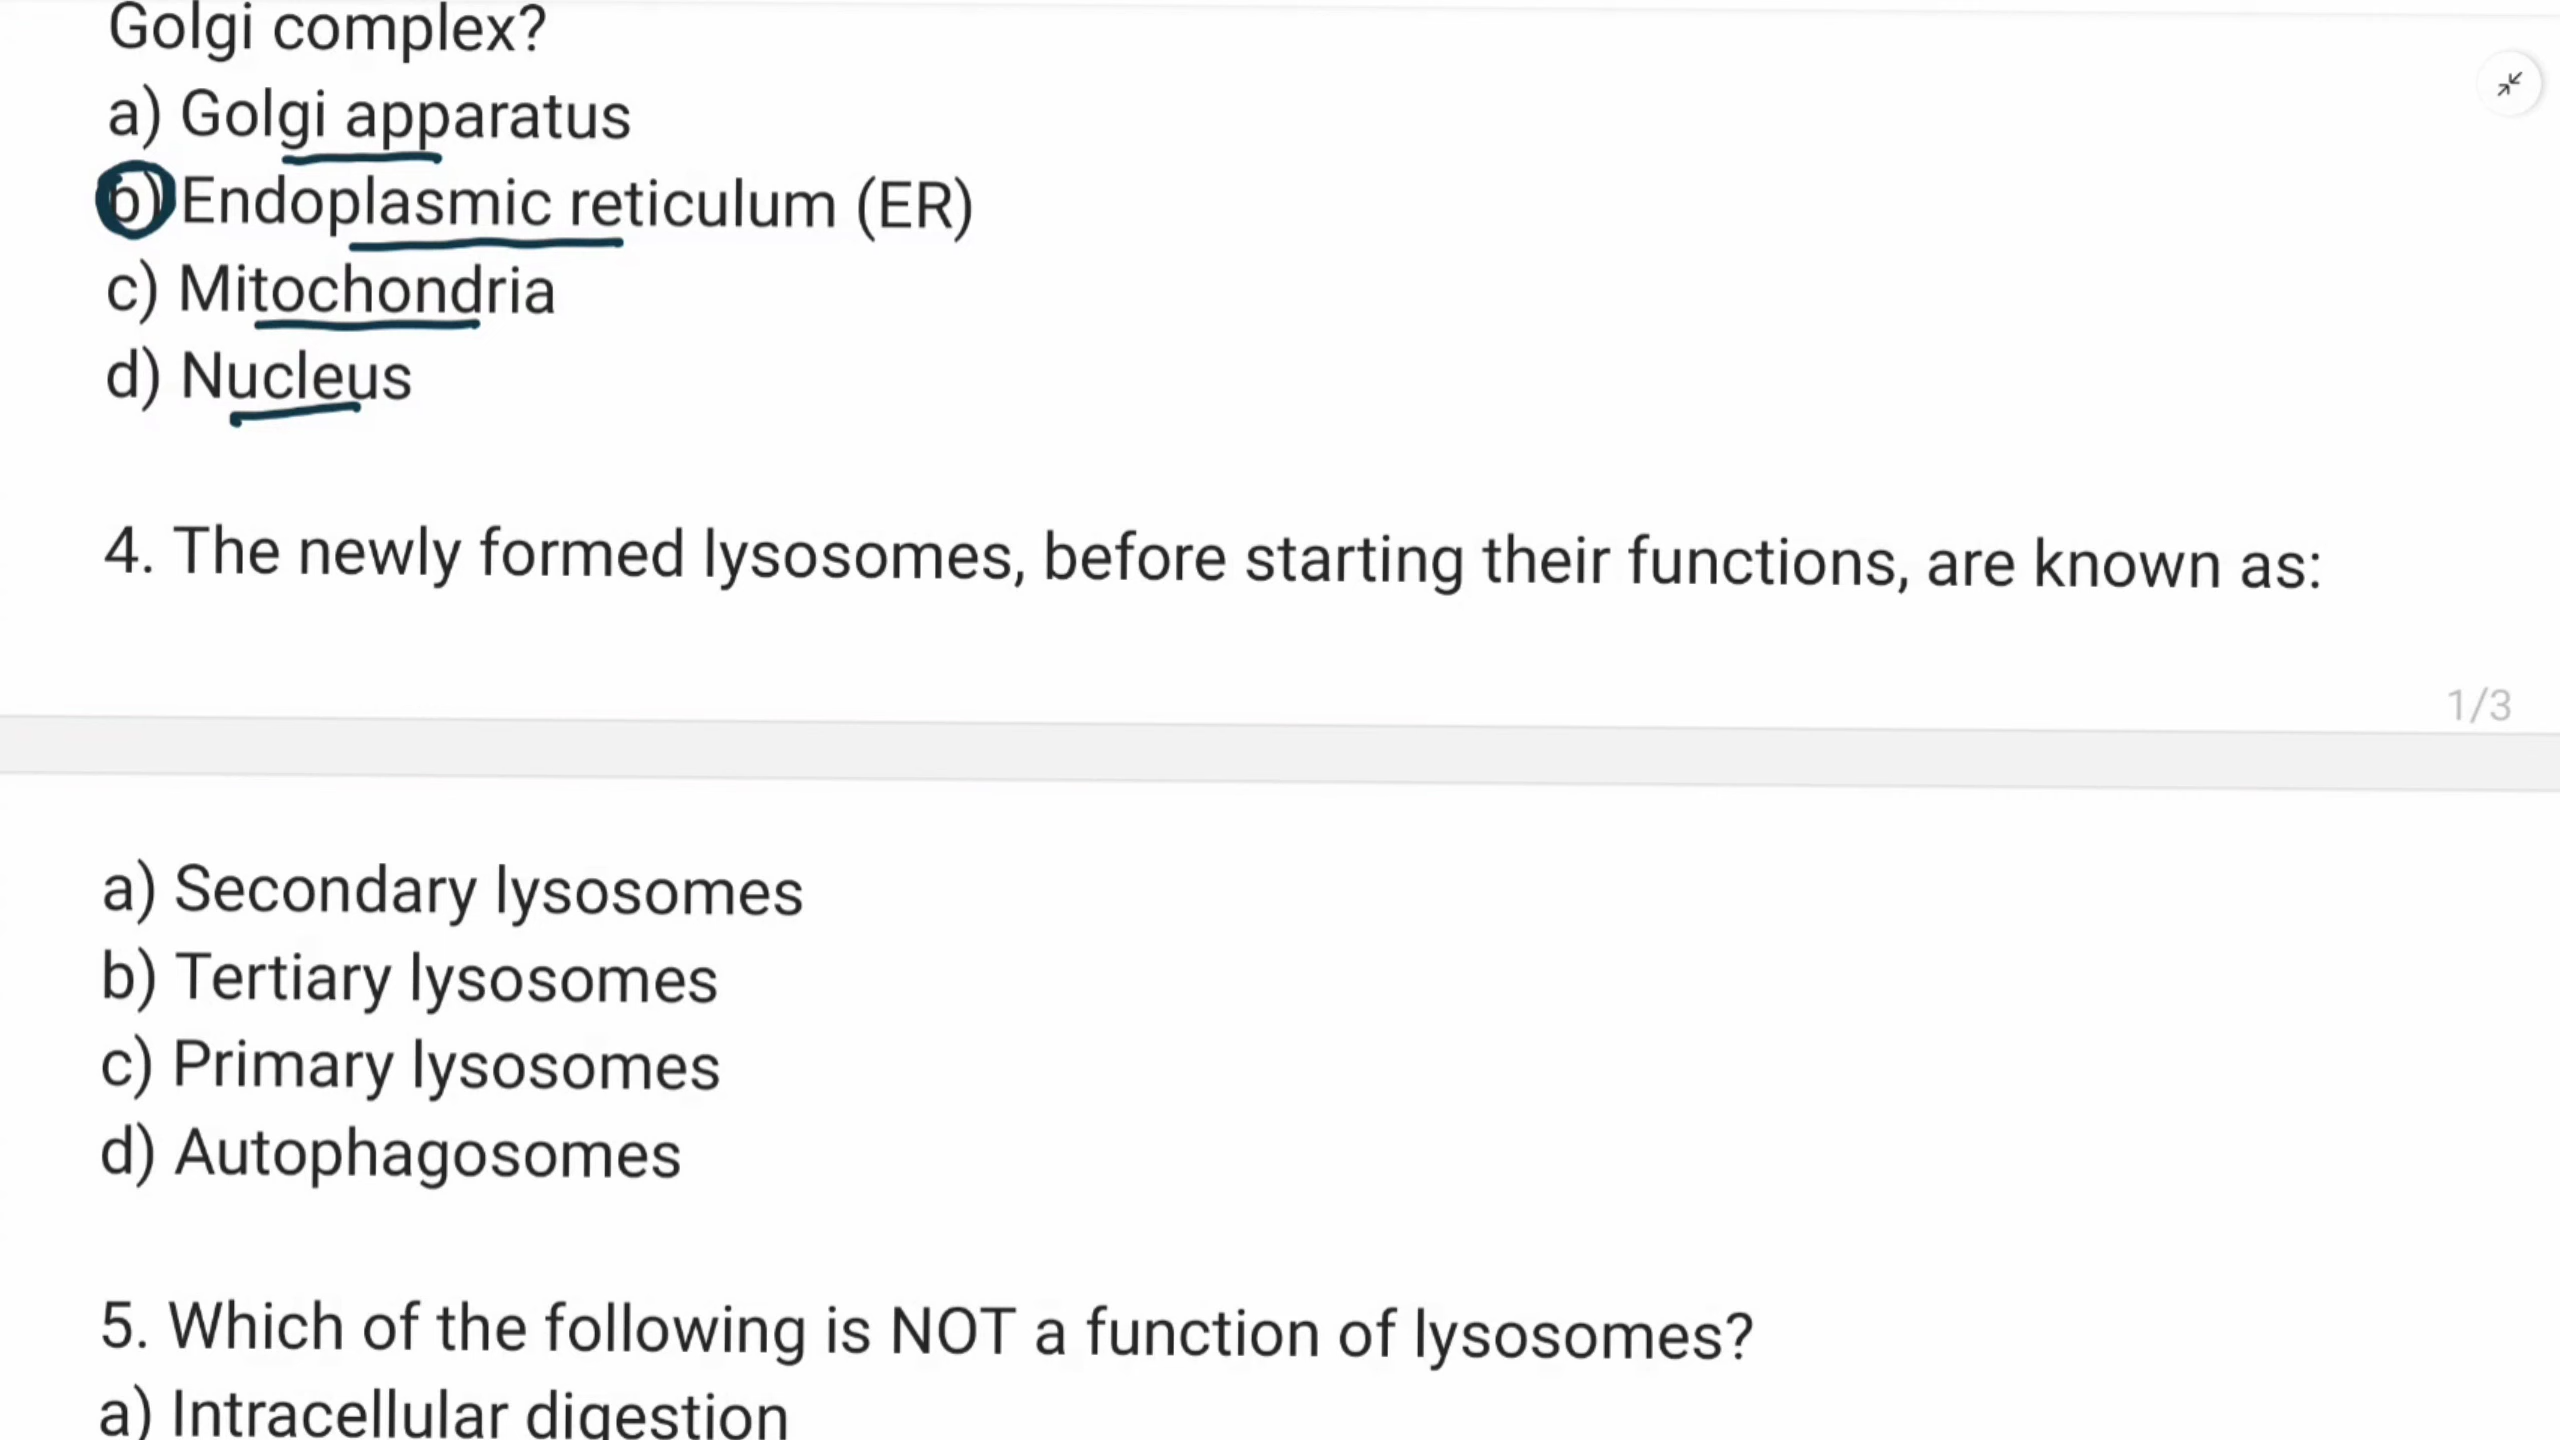 Golgi complex?
a) Golgi apparatus
b) Endoplasmic reticulum (ER)
c) Mitochondria
d) Nucleus
4. The newly formed lysosomes, before starting their functions, are known as:
1/3
a) Secondary lysosomes
b) Tertiary lysosomes
c) Primary lysosomes
d) Autophagosomes
5. Which of the following is NOT a function of lysosomes?
a) Intracellular digestion